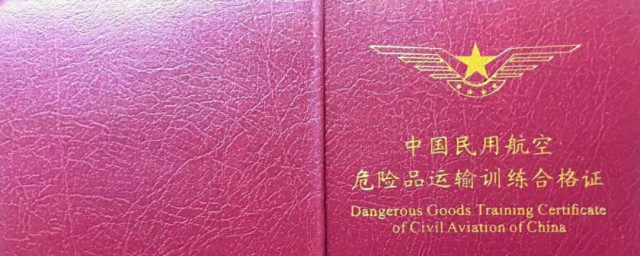 中国民用航空
危险品运输训练合格证
Dangerous Goods Training Certificate
of Civil Aviation of China